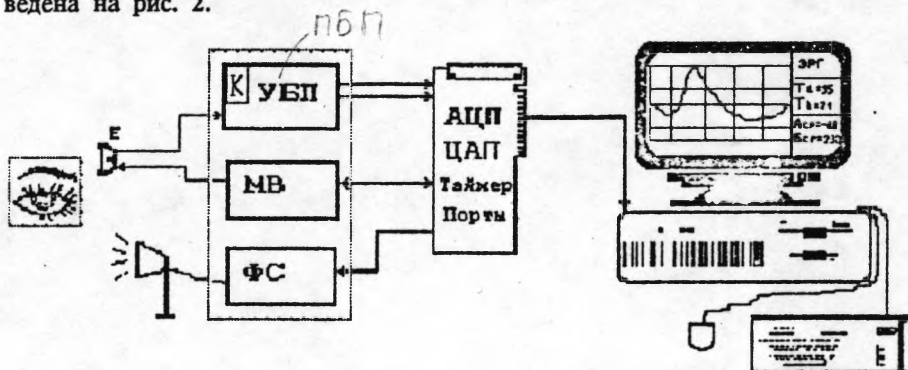 ведена на рис. 2.
ПБП
К УБП
E
МВ
ФС
АЦП
ЦАП
Таймер
Порты
ЭРГ